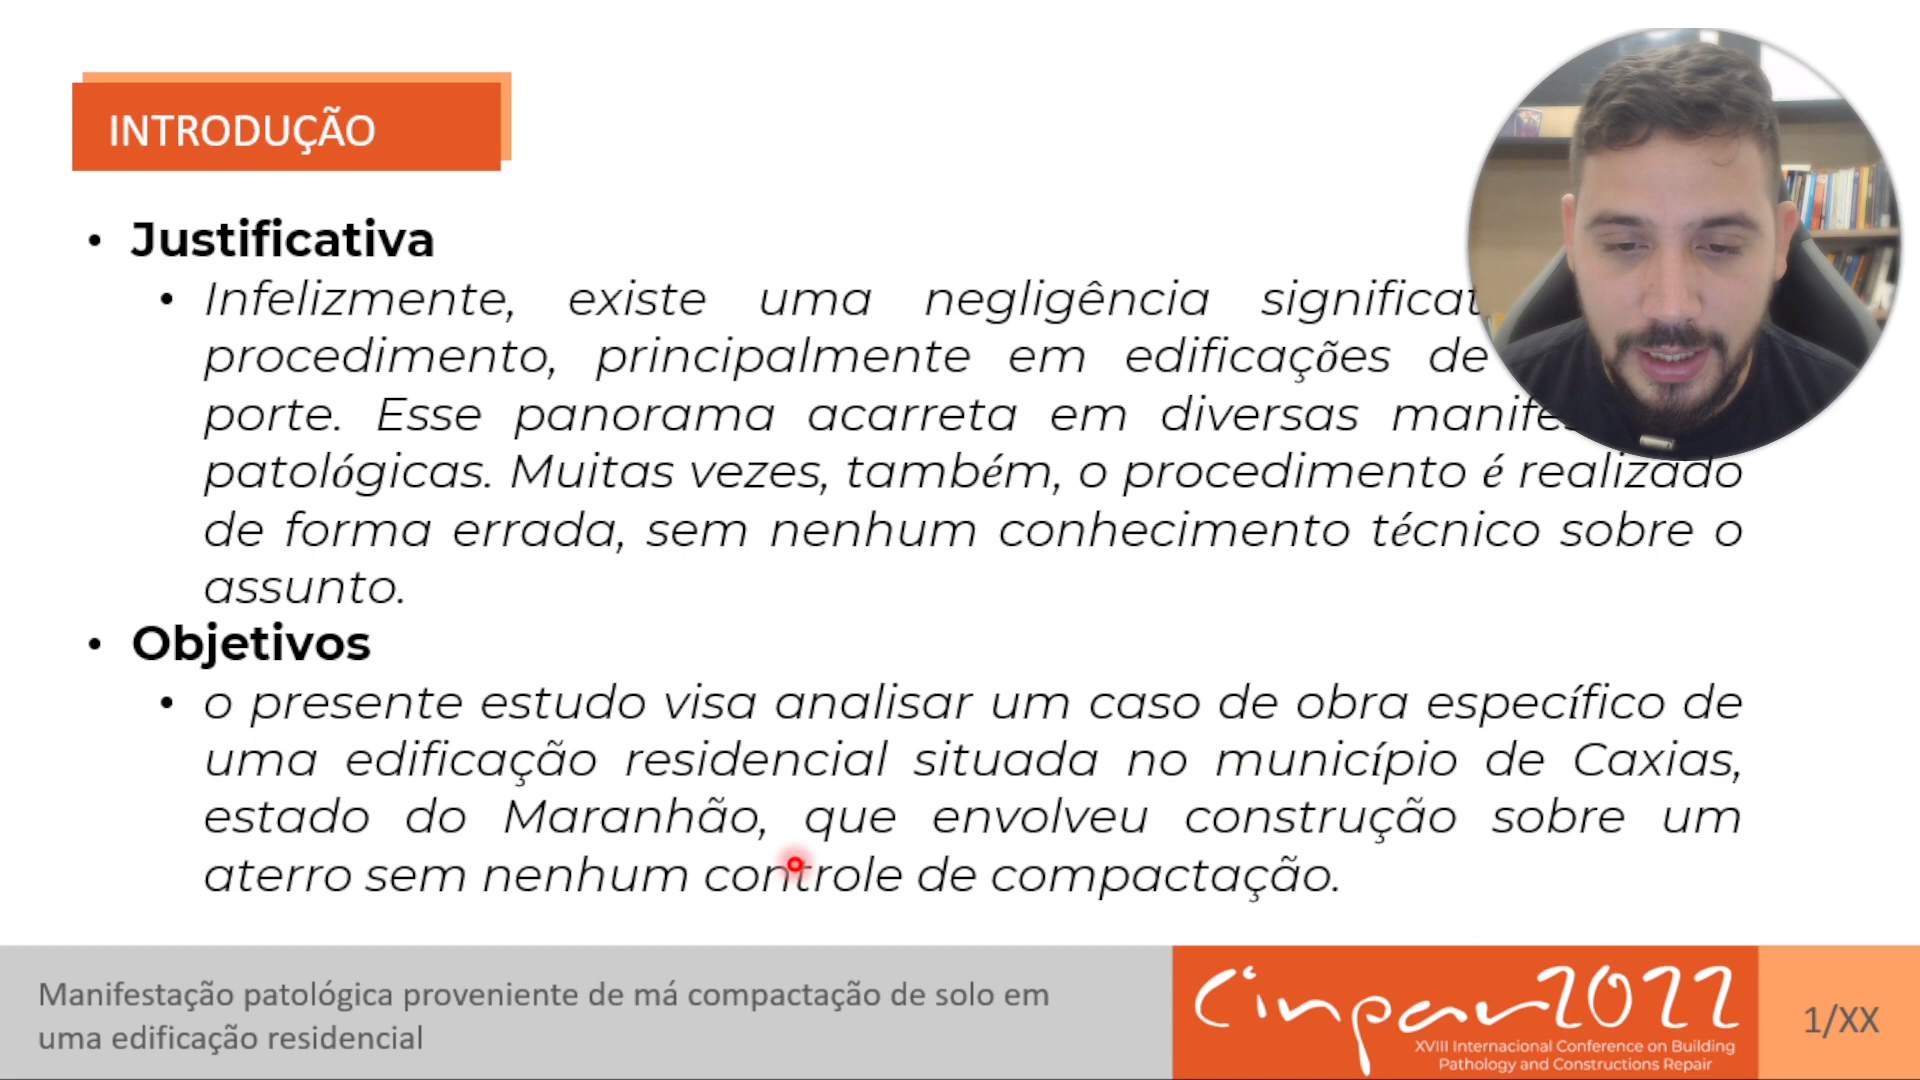 INTRODUÇÃO
• Justificativa
• Infelizmente, existe uma negligência
procedimento, principalmente em edificações de
porte. Esse panorama acarreta em diversas
patológicas. Muitas vezes, também, o procedimento é realizado
de forma errada, sem nenhum conhecimento técnico sobre o
assunto.
• Objetivos
• o presente estudo visa analisar um caso de obra específico de
uma edificação residencial situada no município de Caxias,
estado do Maranhão, que envolveu construção sobre um
aterro sem nenhum controle de compactação.
Manifestação patológica proveniente de má compactação de solo em
uma edificação residencial
Cinpar2022
XVIII Internacional Conference on Building
Pathology and Constructions Repair
1/XX